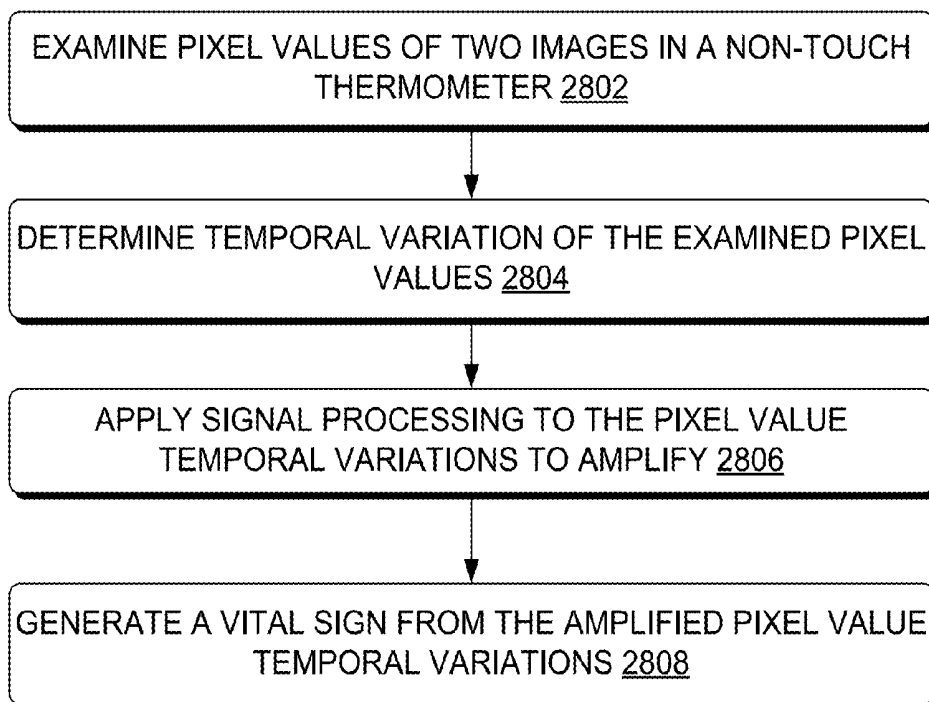 EXAMINE PIXEL VALUES OF TWO IMAGES IN A NON-TOUCH
THERMOMETER 2802
DETERMINE TEMPORAL VARIATION OF THE EXAMINED PIXEL
VALUES 2804
APPLY SIGNAL PROCESSING TO THE PIXEL VALUE
TEMPORAL VARIATIONS TO AMPLIFY 2806
GENERATE A VITAL SIGN FROM THE AMPLIFIED PIXEL VALUE
TEMPORAL VARIATIONS 2808